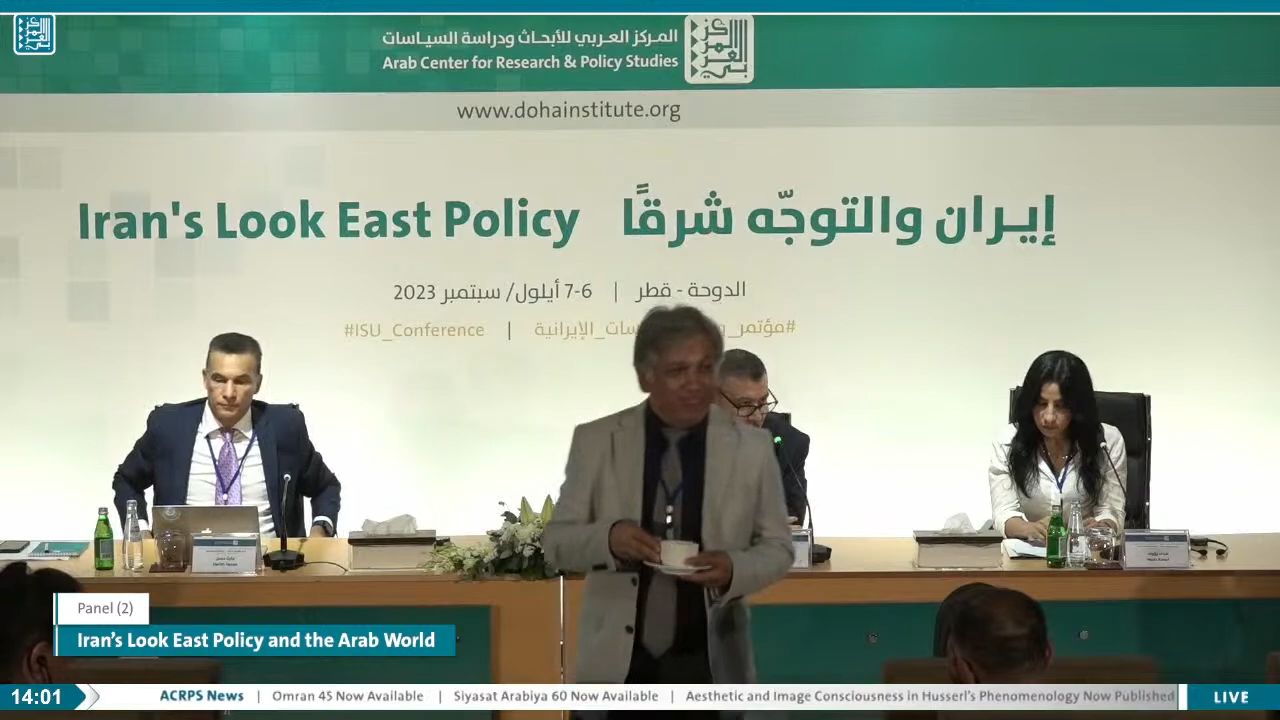 المركز العربي للأبحاث ودراسة السياسات
Arab Center for Research & Policy Studies
www.dohainstitute.org
Iran's Look East Policy
إيران والتوجّه شرقًا
الدوحة - قطر | 6-7 أيلول/ سبتمبر 2023
#ISU_Conference | #مؤتمر_ الإيرانية
Panel (2)
Iran’s Look East Policy and the Arab World
14:01
ACRPS News | Omran 45 Now Available | Siyasat Arabiya 60 Now Available | Aesthetic and Image Consciousness in Husserl’s Phenomenology Now Published
LIVE